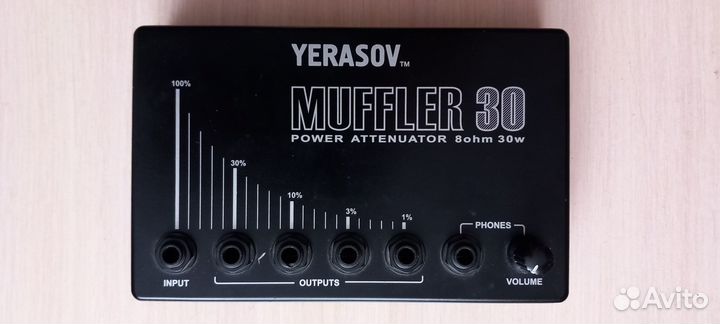 YERASOV™
MUFFLER 30
POWER ATTENUATOR 8ohm 30w
100%
30%
10%
3%
1%
PHONES
INPUT
OUTPUTS
VOLUME
Avito